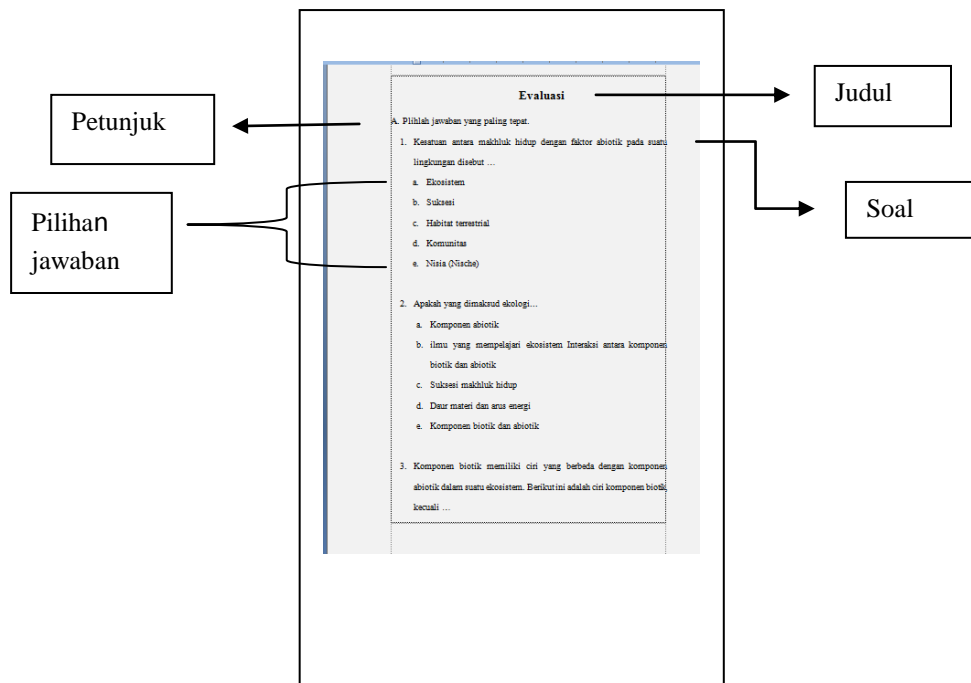 Evaluasi
Judul
Petunjuk
A. Plihlah jawaban yang paling tepat.
1. Kesatuan antara makhluk hidup dengan faktor abiotik pada suatu
lingkungan disebut …
Soal
Pilihan
jawaban
a. Ekosistem
b. Suksesi
c. Habitat terrestrial
d. Komunitas
e. Nisia (Nische)
2. Apakah yang dimaksud ekologi…
a. Komponen abiotik
b. ilmu yang mempelajari ekosistem Interaksi antara komponen
biotik dan abiotik
c. Suksesi makhluk hidup
d. Daur materi dan arus energi
e. Komponen biotik dan abiotik
3. Komponen biotik memiliki ciri yang berbeda dengan komponen
abiotik dalam suatu ekosistem. Berikut ini adalah ciri komponen biotik,
kecuali …